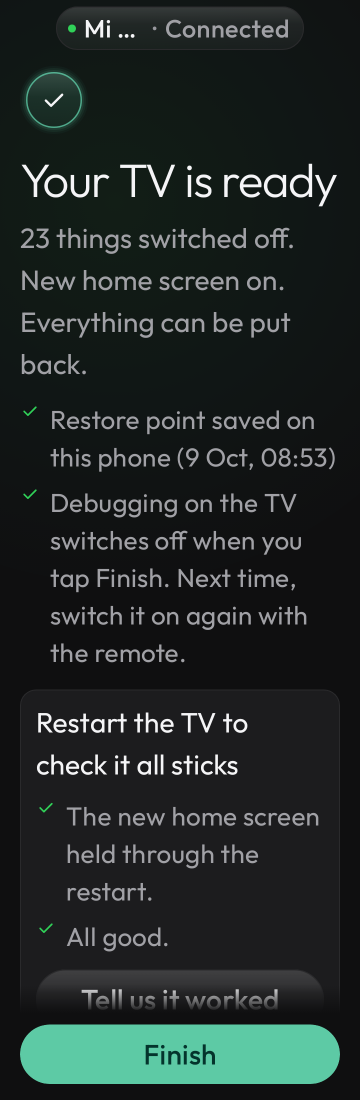 Mi ... · Connected
Your TV is ready
23 things switched off.
New home screen on.
Everything can be put
back.
Restore point saved on
this phone (9 Oct, 08:53)
Debugging on the TV
switches off when you
tap Finish. Next time,
switch it on again with
the remote.
Restart the TV to
check it all sticks
The new home screen
held through the
restart.
All good.
Tell us it worked
Finish